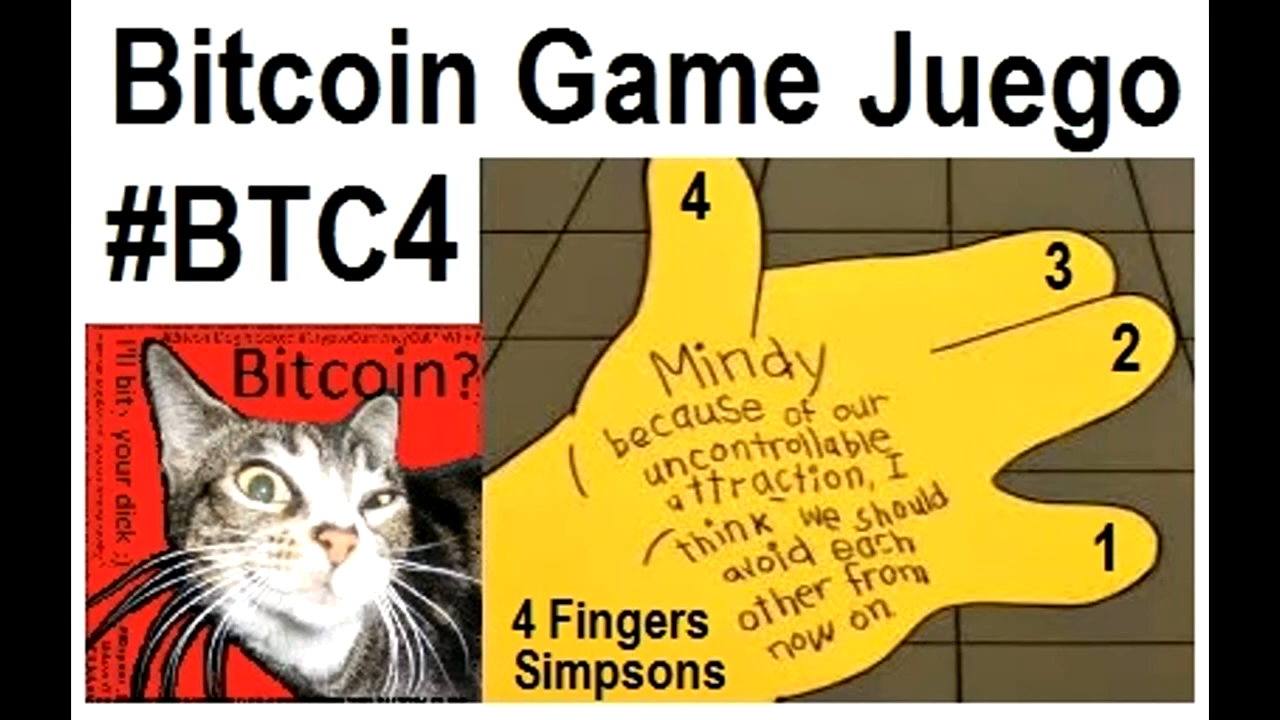 Bitcoin Game Juego
#BTC4
Bitcoin?
I'll bit, your dick :)
4
3
2
1
Mindy
because of our
uncontrollable
attraction, I
think we should
avoid each
other from
now on
4 Fingers
Simpsons